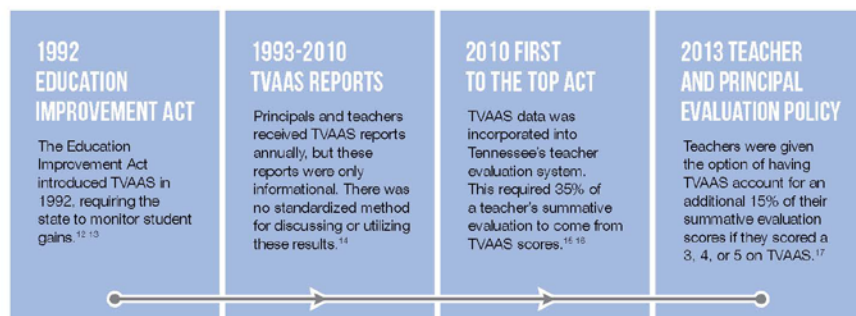 1992
EDUCATION
IMPROVEMENT ACT
The Education
Improvement Act
introduced TVAAS in
1992, requiring the
state to monitor student
gains.¹² ¹³
1993-2010
TVAAS REPORTS
Principals and teachers
received TVAAS reports
annually, but these
reports were only
informational. There was
no standardized method
for discussing or utilizing
these results.¹⁴
2010 FIRST
TO THE TOP ACT
TVAAS data was
incorporated into
Tennessee's teacher
evaluation system.
This required 35% of
a teacher's summative
evaluation to come from
TVAAS scores.¹⁵ ¹⁶
2013 TEACHER
AND PRINCIPAL
EVALUATION POLICY
Teachers were given
the option of having
TVAAS account for an
additional 15% of their
summative evaluation
scores if they scored a
3, 4, or 5 on TVAAS.¹⁷